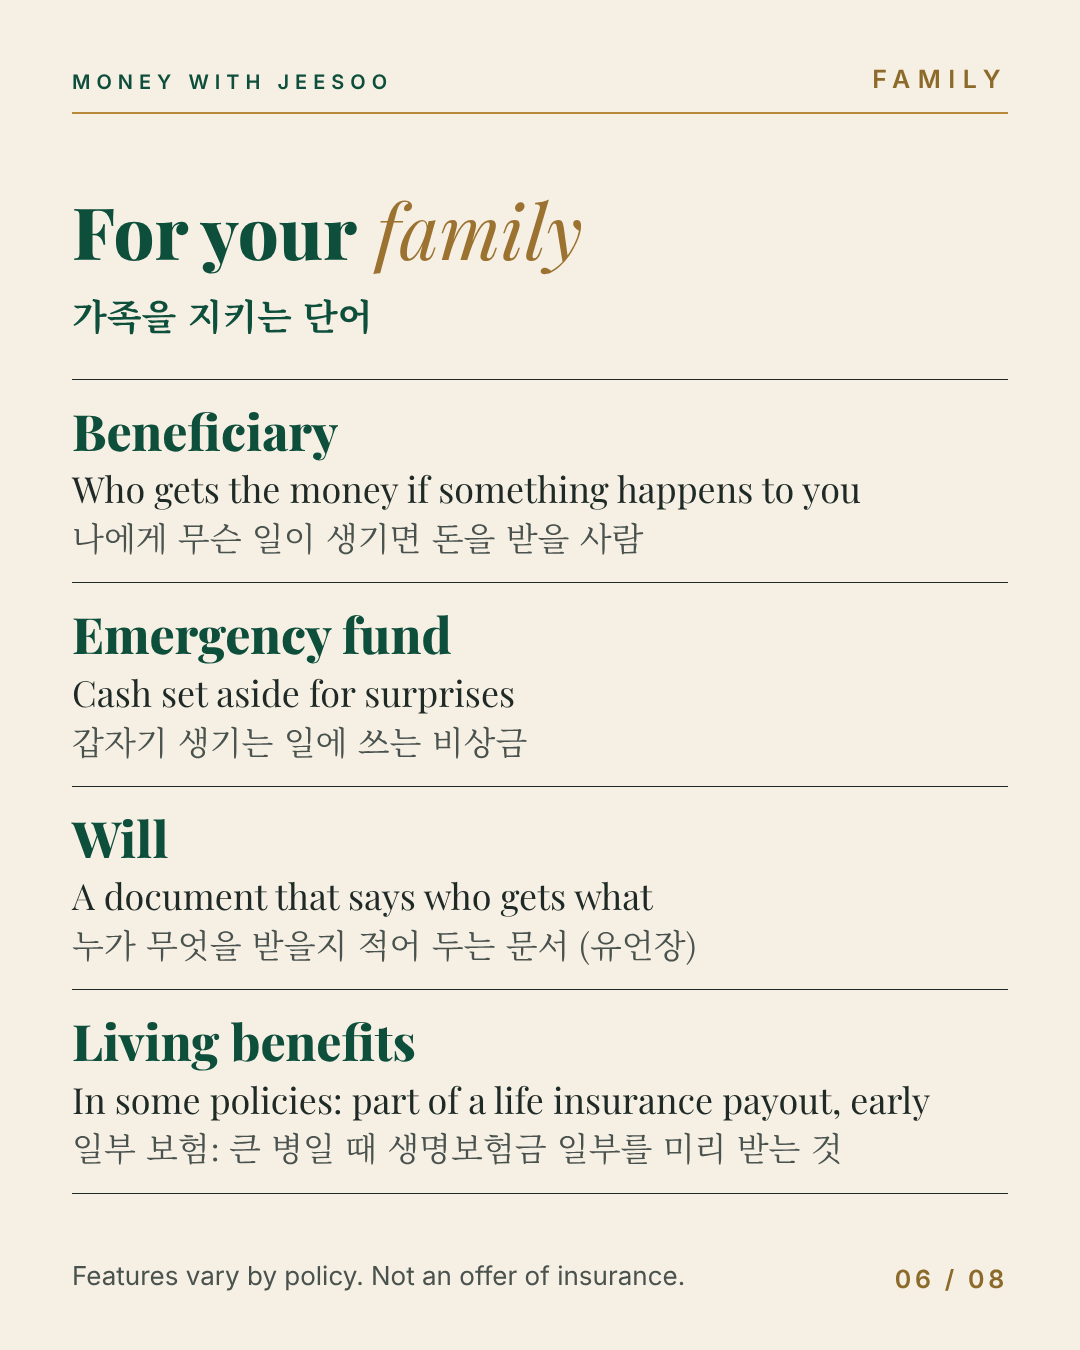 MONEY WITH JEESOO
FAMILY
For your family
가족을 지키는 단어
Beneficiary
Who gets the money if something happens to you
나에게 무슨 일이 생기면 돈을 받을 사람
Emergency fund
Cash set aside for surprises
갑자기 생기는 일에 쓰는 비상금
Will
A document that says who gets what
누가 무엇을 받을지 적어 두는 문서 (유언장)
Living benefits
In some policies: part of a life insurance payout, early
일부 보험: 큰 병일 때 생명보험금 일부를 미리 받는 것
Features vary by policy. Not an offer of insurance.
06 / 08